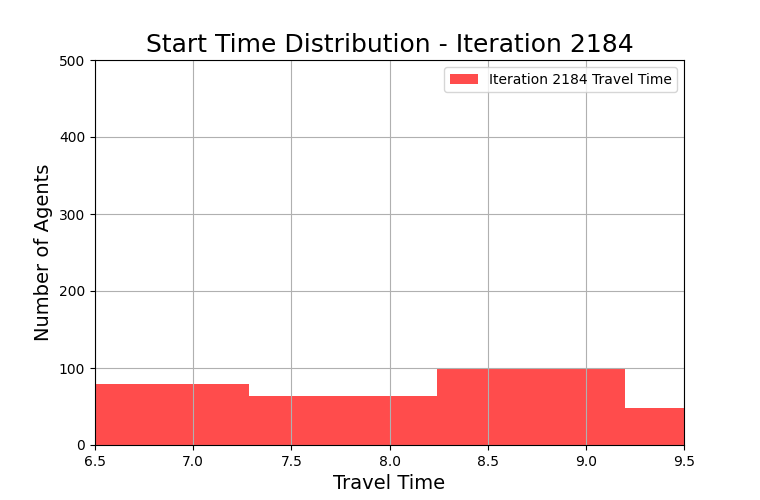 Start Time Distribution - Iteration 2184
Iteration 2184 Travel Time
Number of Agents
500
400
300
200
100
0
6.5 7.0 7.5 8.0 8.5 9.0 9.5
Travel Time